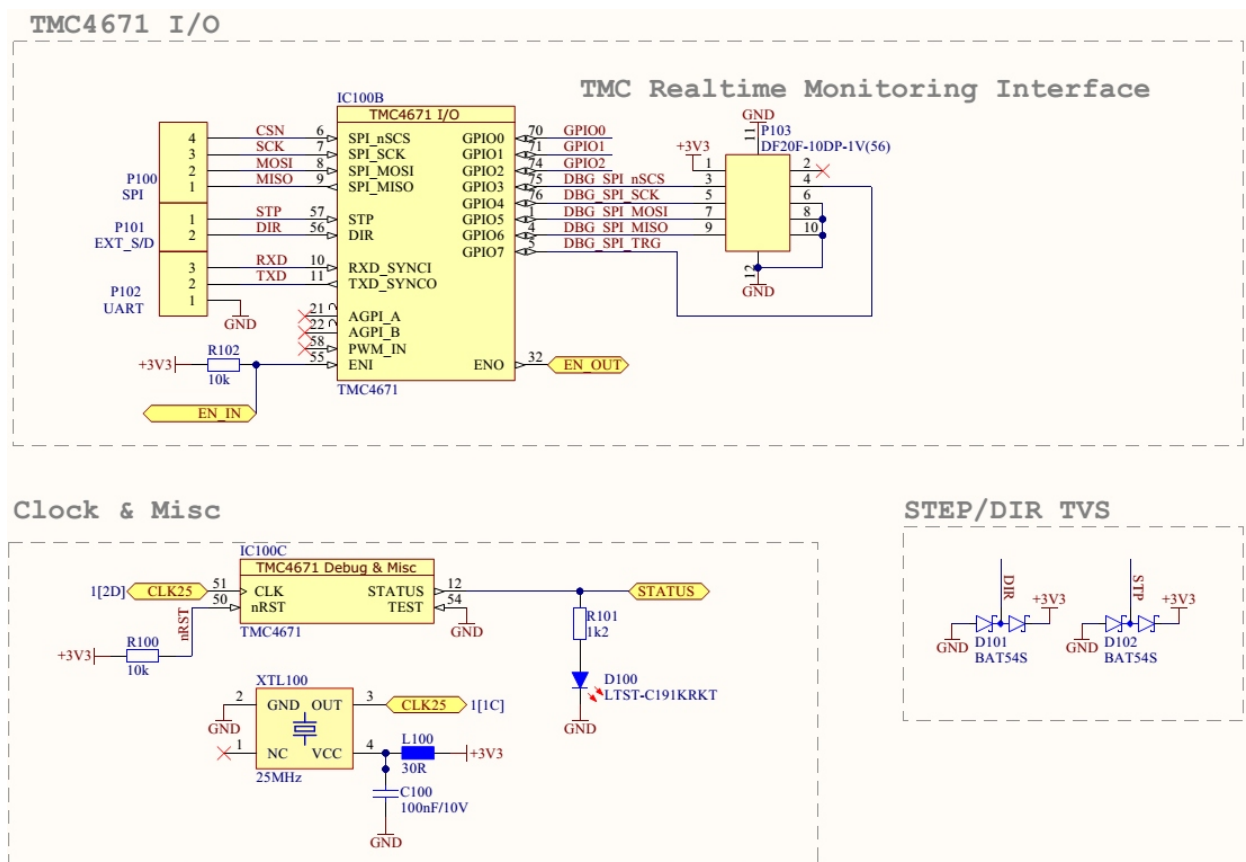 TMC4671 I/O
TMC Realtime Monitoring Interface
IC100B
TMC4671 I/O
4 CSN 6 SPI_nSCS
3 SCK 7 SPI_SCK
2 MOSI 8 SPI_MOSI
1 MISO 9 SPI_MISO
P100
SPI
1 STP 57 STP
2 DIR 56 DIR
P101
EXT_S/D
3 RXD 10 RXD_SYNCI
2 TXD 11 TXD_SYNCO
1
GND
P102
UART
21 AGPI_A
22 AGPI_B
58 PWM_IN
55 ENI
+3V3
R102
10k
EN_IN
GPIO0 70 GPIO0
GPIO1 71 GPIO1
GPIO2 74 GPIO2
GPIO3 75 DBG_SPI_nSCS
GPIO4 76 DBG_SPI_SCK
GPIO5 1 DBG_SPI_MOSI
GPIO6 4 DBG_SPI_MISO
GPIO7 5 DBG_SPI_TRG
ENO 32 EN_OUT
TMC4671
GND
11
P103
DF20F-10DP-1V(56)
+3V3
1 2
3 4
5 6
7 8
9 10
12
GND
Clock & Misc
IC100C
TMC4671 Debug & Misc
1[2D] CLK25 51 CLK
50 nRST
nRST
STATUS 12 STATUS
TEST 54
GND
TMC4671
+3V3
R100
10k
R101
1k2
D100
LTST-C191KRKT
GND
XTL100
2 GND OUT 3 CLK25 1[1C]
GND
1 NC VCC 4
L100
30R
+3V3
25MHz
C100
100nF/10V
GND
STEP/DIR TVS
DIR
+3V3
GND
D101
BAT54S
STP
+3V3
GND
D102
BAT54S